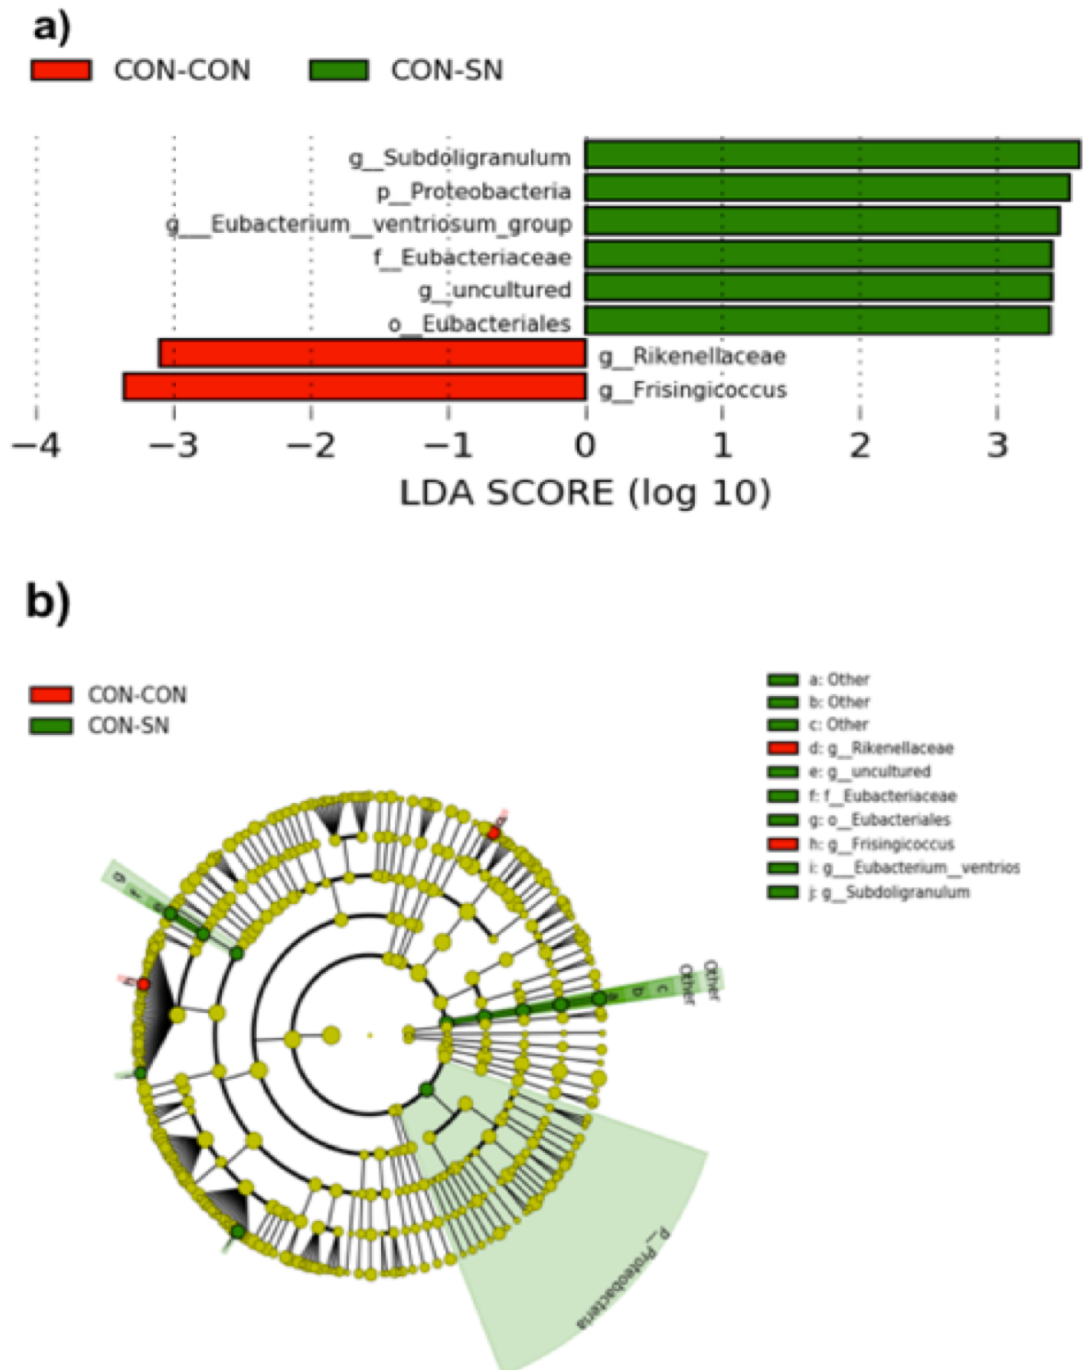 a)
CON-CON CON-SN
g__Subdoligranulum
p__Proteobacteria
g___Eubacterium__ventriosum_group
f__Eubacteriaceae
g__uncultured
o__Eubacteriales
g__Rikenellaceae
g__Frisingicoccus
−4 −3 −2 −1 0 1 2 3
LDA SCORE (log 10)
b)
CON-CON
CON-SN
a: Other
b: Other
c: Other
d: g__Rikenellaceae
e: g__uncultured
f: f__Eubacteriaceae
g: o__Eubacteriales
h: g__Frisingicoccus
i: g___Eubacterium__ventrios
j: g__Subdoligranulum
g
f
a
b
c
Other
Other
p__Proteobacteria